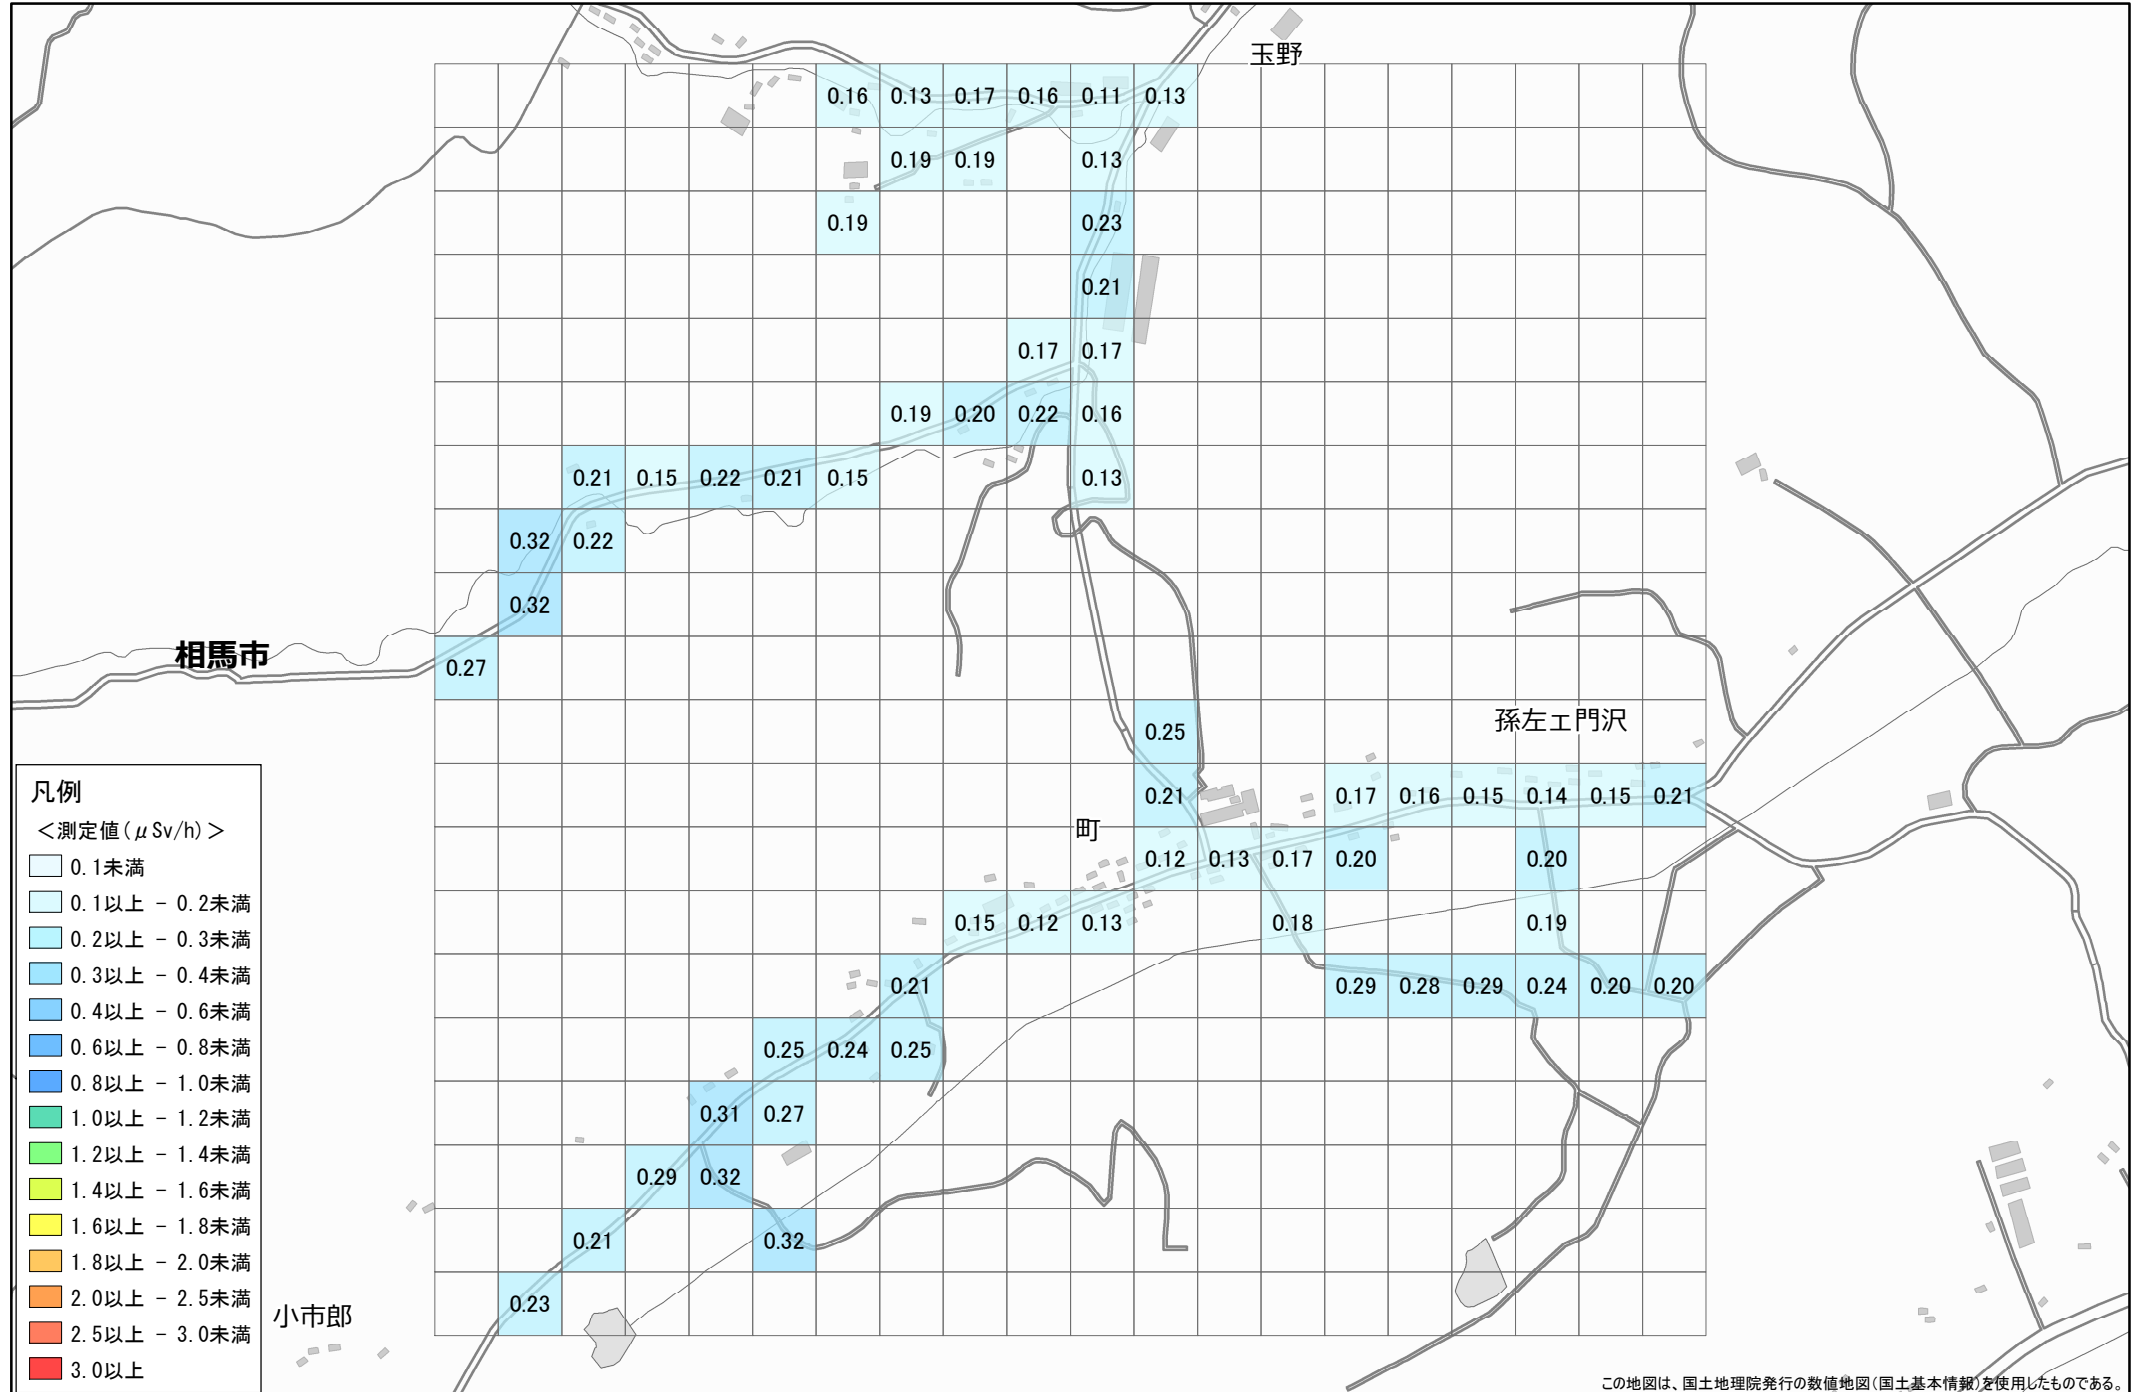 玉野
0.16 0.13 0.17 0.16 0.11 0.13
0.19 0.19 0.13
0.19 0.23
0.21
0.17 0.17
0.19 0.20 0.22 0.16
0.21 0.15 0.22 0.21 0.15 0.13
0.32 0.22
0.32
相馬市
0.27
孫左エ門沢
0.25
0.21 0.17 0.16 0.15 0.14 0.15 0.21
町
0.12 0.13 0.17 0.20 0.20
0.15 0.12 0.13 0.18 0.19
0.21 0.29 0.28 0.29 0.24 0.20 0.20
0.25 0.24 0.25
0.31 0.27
0.29 0.32
0.21 0.32
0.23
小市郎
凡例
＜測定値(μSv/h)＞
0.1未満
0.1以上 － 0.2未満
0.2以上 － 0.3未満
0.3以上 － 0.4未満
0.4以上 － 0.6未満
0.6以上 － 0.8未満
0.8以上 － 1.0未満
1.0以上 － 1.2未満
1.2以上 － 1.4未満
1.4以上 － 1.6未満
1.6以上 － 1.8未満
1.8以上 － 2.0未満
2.0以上 － 2.5未満
2.5以上 － 3.0未満
3.0以上
この地図は、国土地理院発行の数値地図(国土基本情報)を使用したものである。